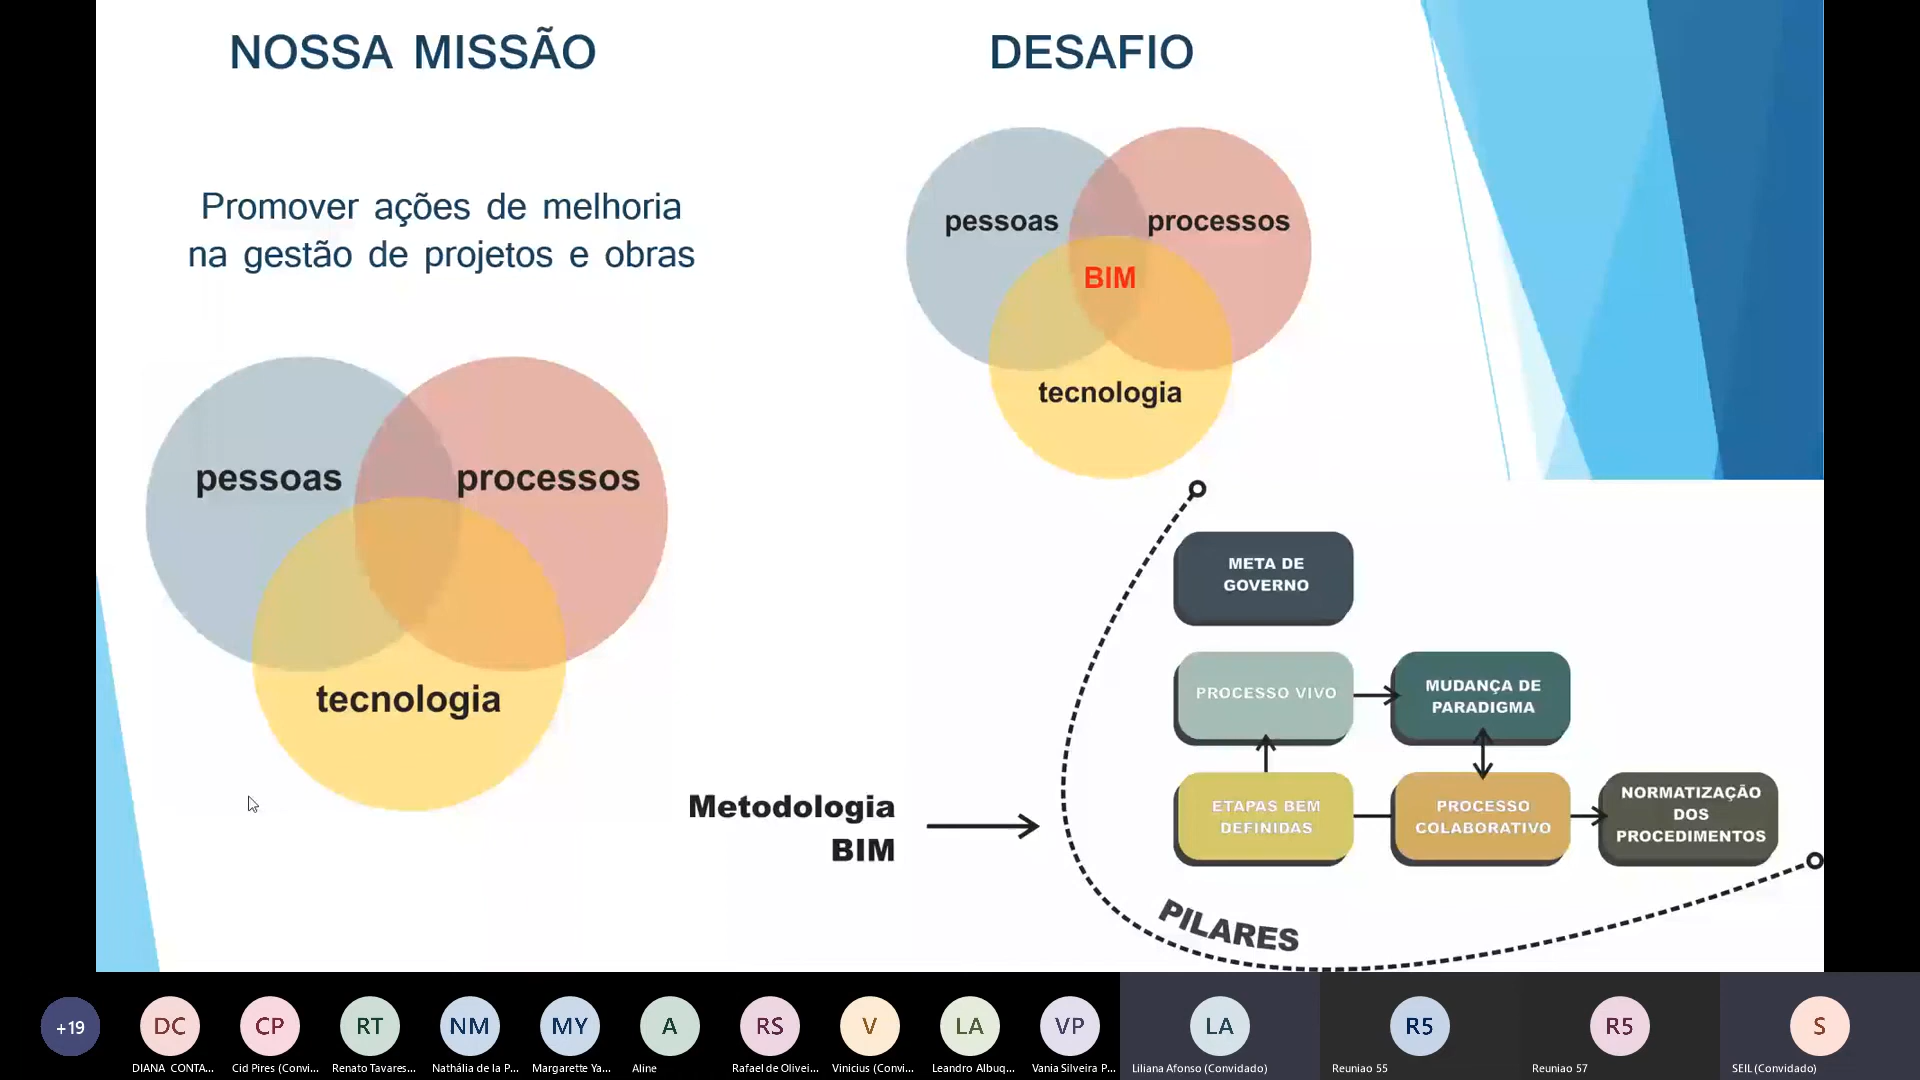 NOSSA MISSÃO
Promover ações de melhoria
na gestão de projetos e obras
pessoas
processos
tecnologia
DESAFIO
pessoas
processos
BIM
tecnologia
Metodologia
BIM
META DE
GOVERNO
PROCESSO VIVO
MUDANÇA DE
PARADIGMA
ETAPAS BEM
DEFINIDAS
PROCESSO
COLABORATIVO
NORMATIZAÇÃO
DOS
PROCEDIMENTOS
PILARES
+19
DC
CP
RT
NM
MY
A
RS
V
LA
VP
LA
R5
R5
S
DIANA CONTA...
Cid Pires (Convi...
Renato Tavares...
Nathália de la P...
Margarette Ya...
Aline
Rafael de Olivei...
Vinicius (Convi...
Leandro Albuq...
Vania Silveira P...
Liliana Afonso (Convidado)
Reuniao 55
Reuniao 57
SEIL (Convidado)